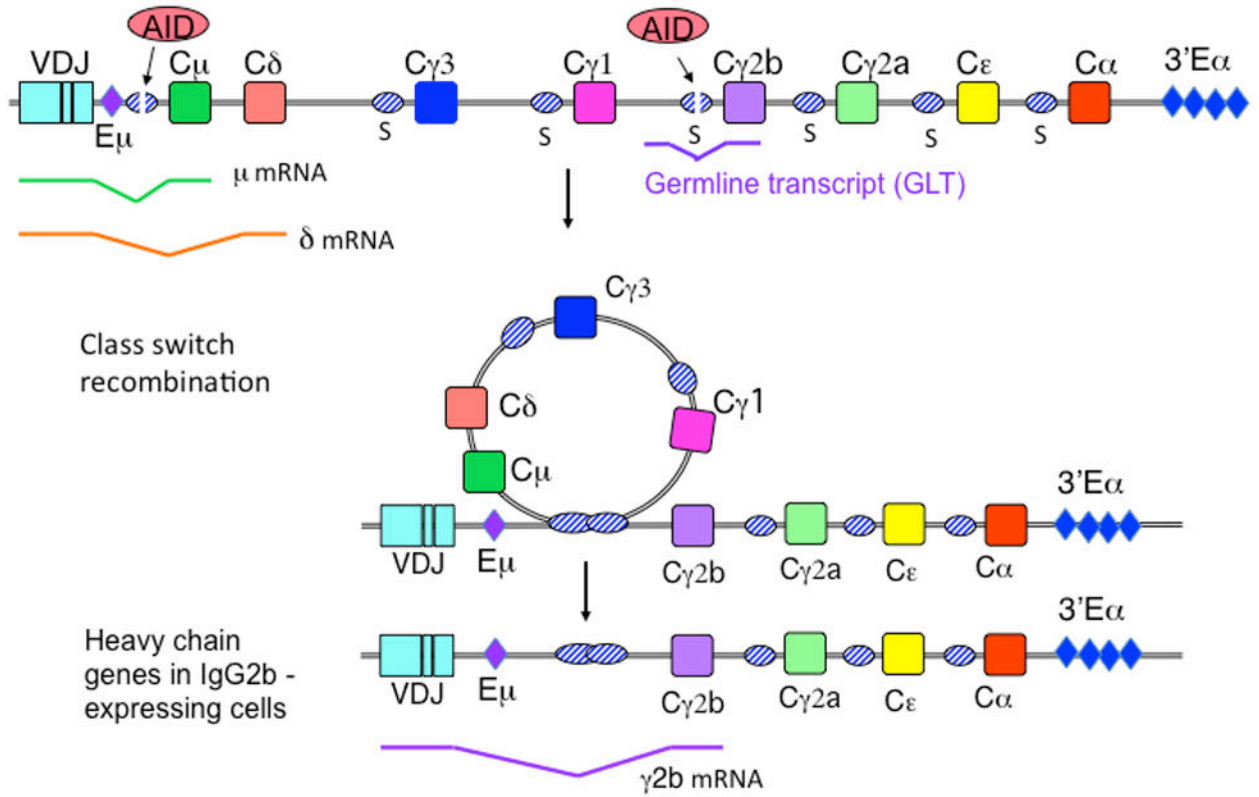 AID
AID
VDJ
Cμ
Cδ
Cγ3
Cγ1
Cγ2b
Cγ2a
Cε
Cα
3'Eα
Eμ
S
S
S
S
S
S
μ mRNA
Germline transcript (GLT)
δ mRNA
Class switch
recombination
Cγ3
Cδ
Cγ1
Cμ
3'Eα
VDJ
Eμ
Cγ2b
Cγ2a
Cε
Cα
Heavy chain
genes in IgG2b -
expressing cells
3'Eα
VDJ
Eμ
Cγ2b
Cγ2a
Cε
Cα
γ2b mRNA